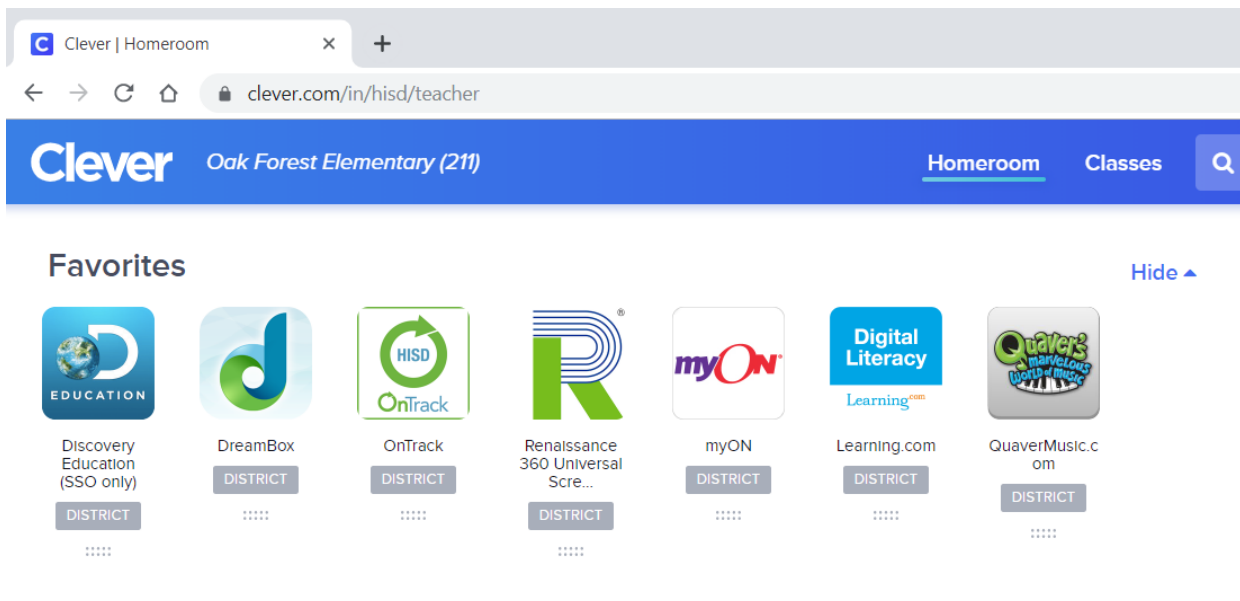 Clever | Homeroom
clever.com/in/hisd/teacher
Clever Oak Forest Elementary (211) Homeroom Classes
Favorites
Hide
EDUCATION
HISD
OnTrack
®
myON
Digital
Literacy
Learning.com
QUAVER'S
MARVELOUS
WORLD of MUSIC
Discovery
Education
(SSO only)
DISTRICT
DreamBox
DISTRICT
OnTrack
DISTRICT
Renaissance
360 Universal
Scre...
DISTRICT
myON
DISTRICT
Learning.com
DISTRICT
QuaverMusic.c
om
DISTRICT